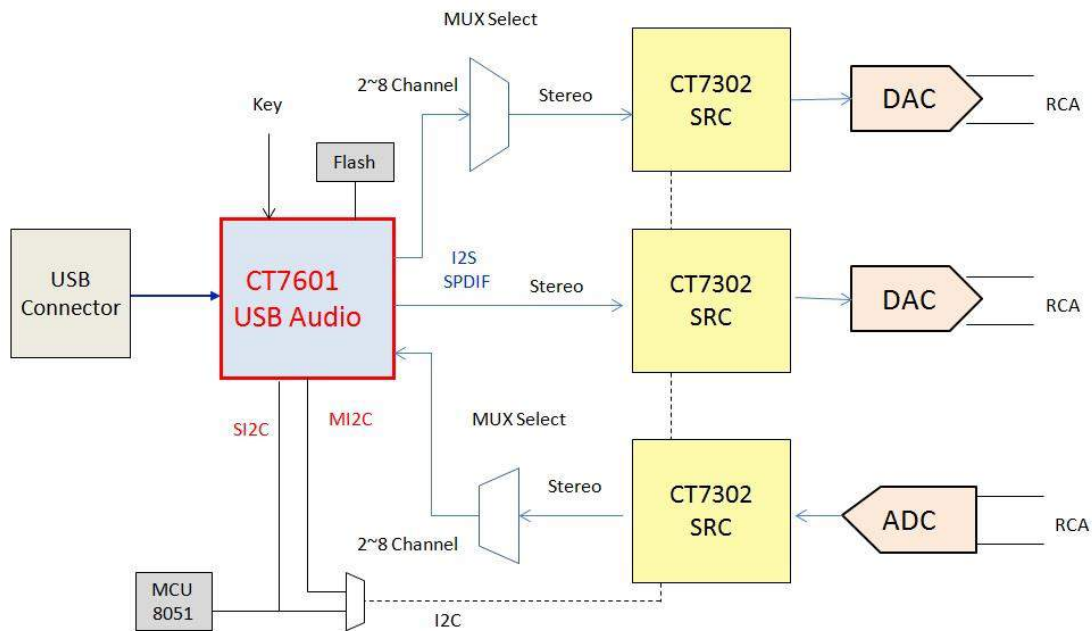 MUX Select
2~8 Channel
Stereo
CT7302
SRC
DAC
RCA
Key
Flash
USB
Connector
CT7601
USB Audio
I2S
SPDIF
Stereo
CT7302
SRC
DAC
RCA
SI2C
MI2C
MUX Select
Stereo
2~8 Channel
CT7302
SRC
ADC
RCA
MCU
8051
I2C